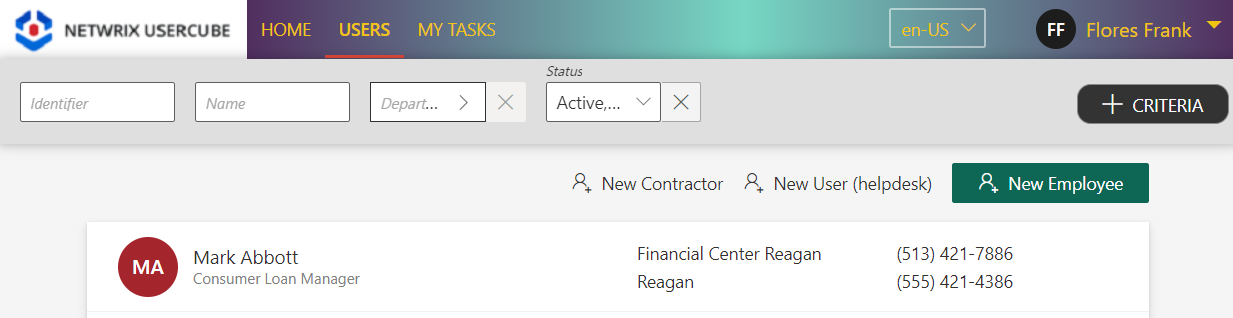 NETWRIX USERCUBE HOME USERS MY TASKS en-US FF Flores Frank
Status
Identifier Name Depart... Active,... CRITERIA
New Contractor New User (helpdesk) New Employee
MA Mark Abbott Financial Center Reagan (513) 421-7886
Consumer Loan Manager Reagan (555) 421-4386